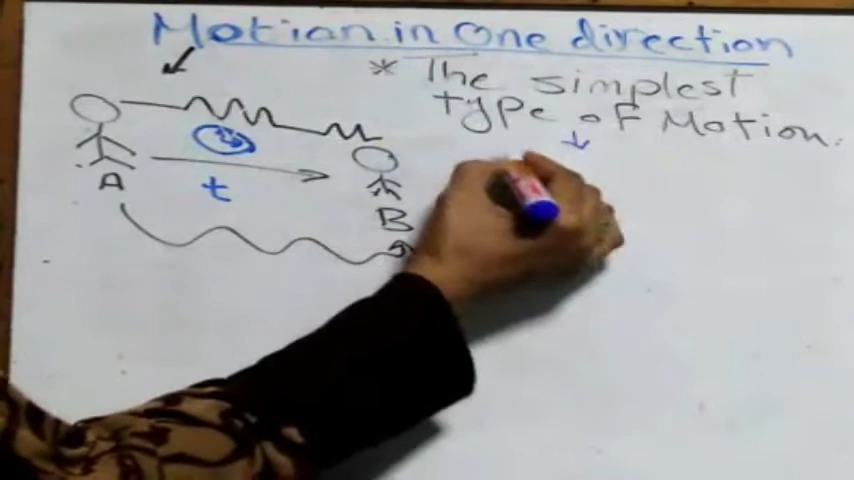 Motion in One direction
* The simplest
type of Motion.
t
A
B